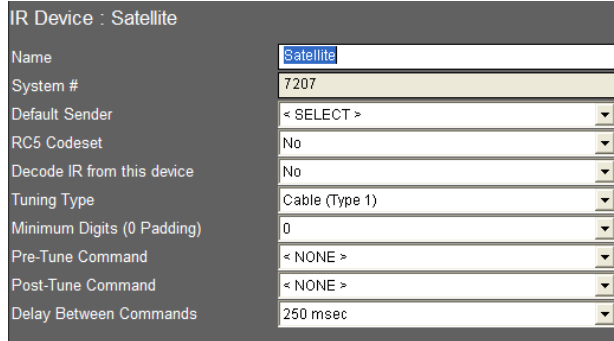 IR Device : Satellite
Name Satellite
System # 7207
Default Sender < SELECT >
RC5 Codeset No
Decode IR from this device No
Tuning Type Cable (Type 1)
Minimum Digits (0 Padding) 0
Pre-Tune Command < NONE >
Post-Tune Command < NONE >
Delay Between Commands 250 msec